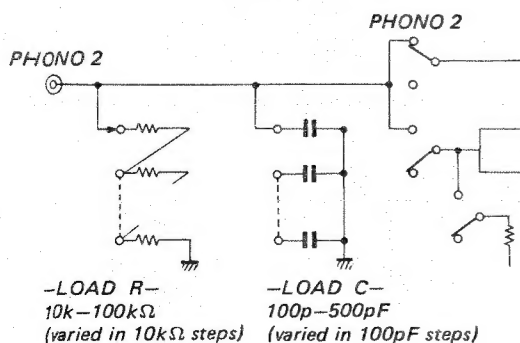 PHONO 2
PHONO 2
–LOAD R–
10k–100kΩ
(varied in 10kΩ steps)
–LOAD C–
100p–500pF
(varied in 100pF steps)